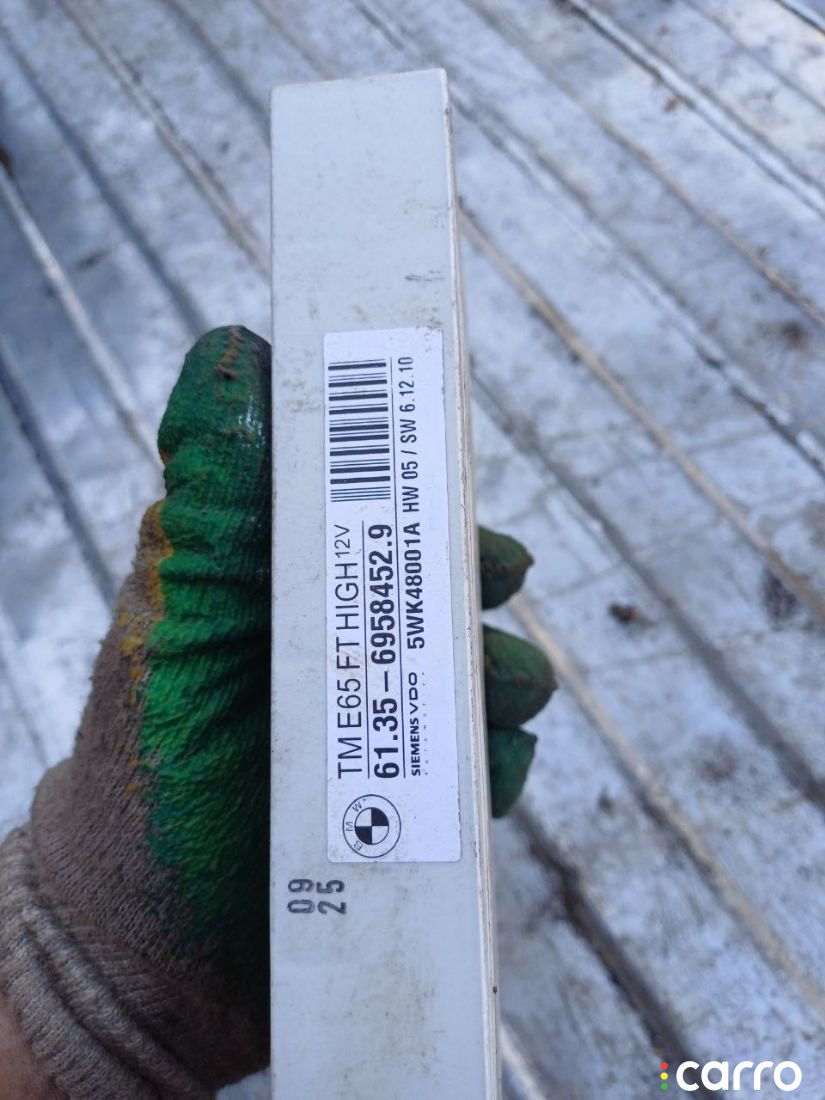 TM E65 FT HIGH 12V
61.35-6958452.9
SIEMENS VDO 5WK48001A HW 05 / SW 6.12.10
BMW
09
25
carro